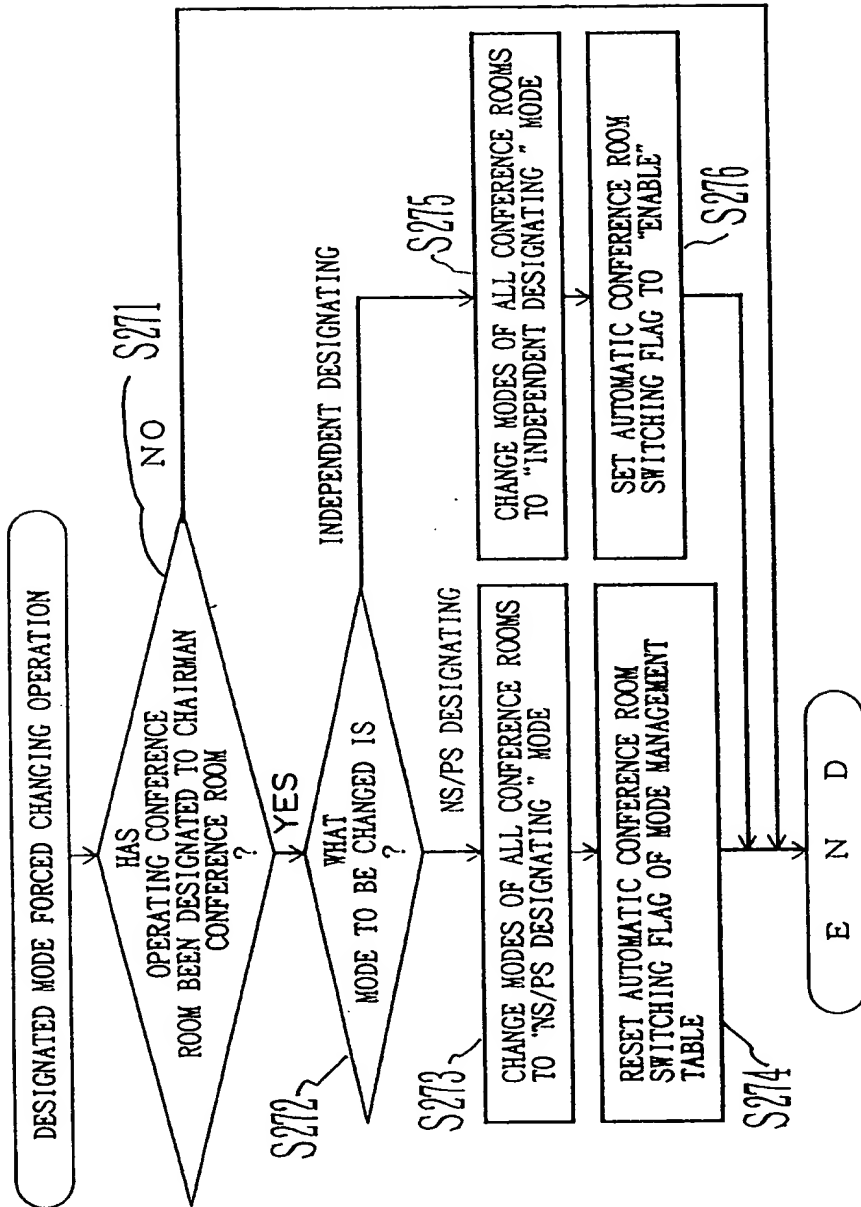 DESIGNATED MODE FORCED CHANGING OPERATION
S271
HAS
OPERATING CONFERENCE
ROOM BEEN DESIGNATED TO CHAIRMAN
CONFERENCE ROOM
?
NO
YES
S272
WHAT
MODE TO BE CHANGED IS
?
INDEPENDENT DESIGNATING
NS/PS DESIGNATING
S273
CHANGE MODES OF ALL CONFERENCE ROOMS
TO "NS/PS DESIGNATING " MODE
S275
CHANGE MODES OF ALL CONFERENCE ROOMS
TO "INDEPENDENT DESIGNATING " MODE
RESET AUTOMATIC CONFERENCE ROOM
SWITCHING FLAG OF MODE MANAGEMENT
TABLE
S274
SET AUTOMATIC CONFERENCE ROOM
SWITCHING FLAG TO "ENABLE"
S276
E N D